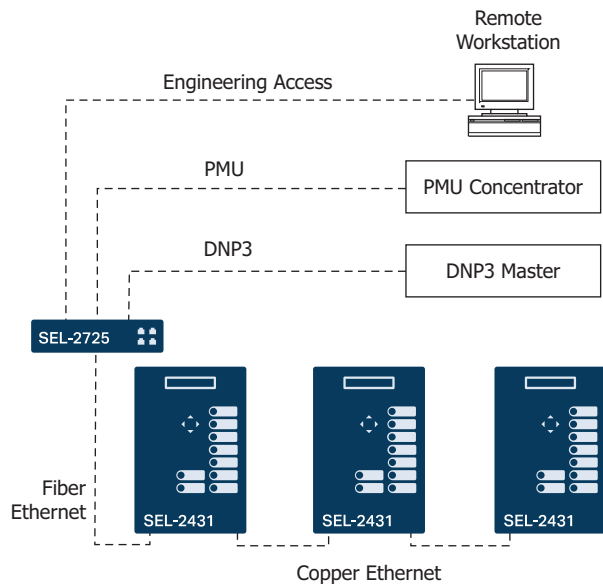 Remote
Workstation
Engineering Access
PMU
PMU Concentrator
DNP3
DNP3 Master
SEL-2725
Fiber
Ethernet
SEL-2431
SEL-2431
SEL-2431
Copper Ethernet